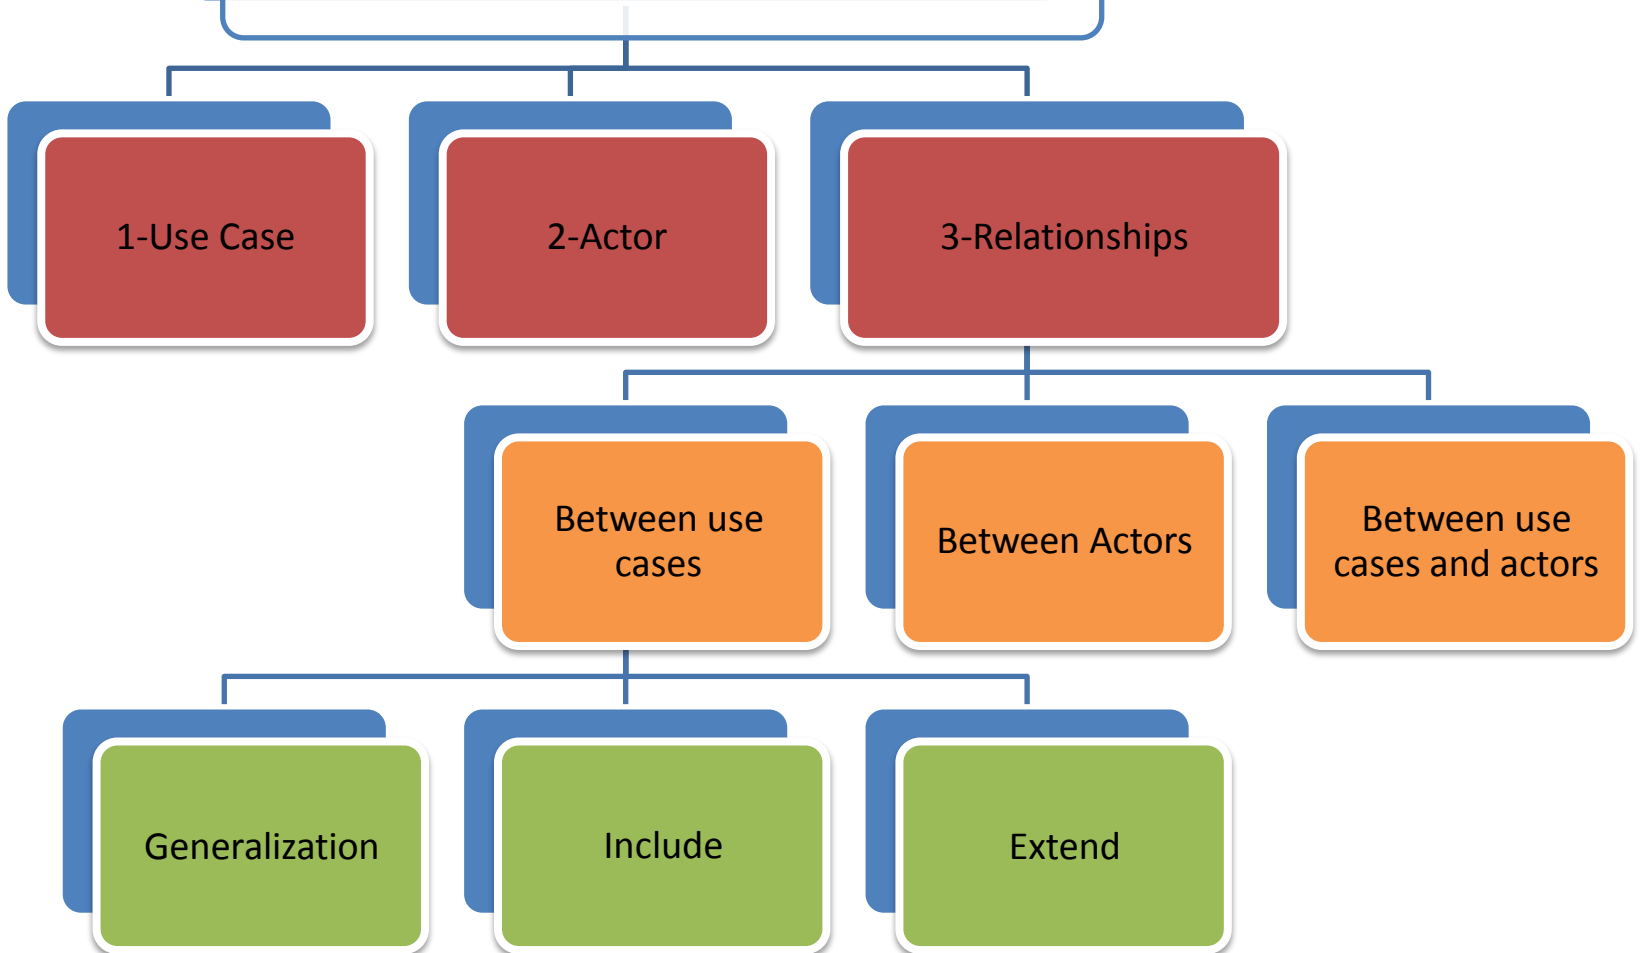 1-Use Case
2-Actor
3-Relationships
Between use
cases
Between Actors
Between use
cases and actors
Generalization
Include
Extend